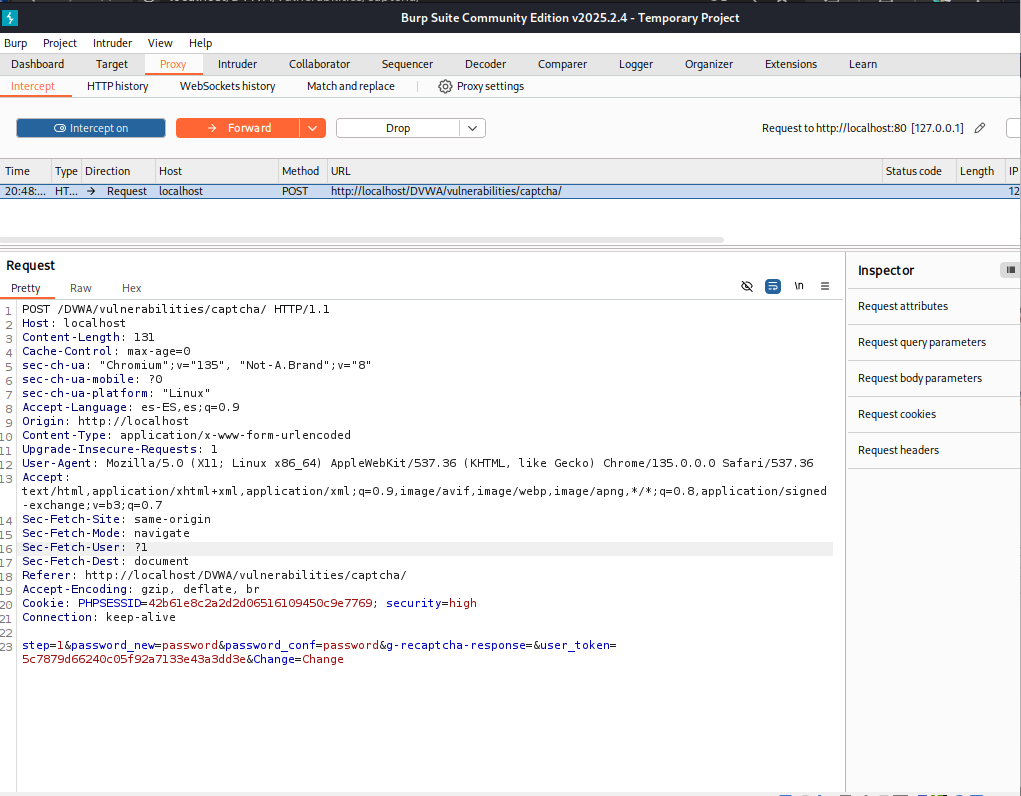 Burp Suite Community Edition v2025.2.4 - Temporary Project
Burp Project Intruder View Help
Dashboard Target Proxy Intruder Collaborator Sequencer Decoder Comparer Logger Organizer Extensions Learn
Intercept HTTP history WebSockets history Match and replace Proxy settings
Intercept on Forward Drop Request to http://localhost:80 [127.0.0.1]
Time Type Direction Host Method URL Status code Length IP
20:48:... HT... → Request localhost POST http://localhost/DVWA/vulnerabilities/captcha/ 12
Request
Inspector
Pretty Raw Hex \n
Request attributes
Request query parameters
Request body parameters
Request cookies
Request headers
1 POST /DVWA/vulnerabilities/captcha/ HTTP/1.1
2 Host: localhost
3 Content-Length: 131
4 Cache-Control: max-age=0
5 sec-ch-ua: "Chromium";v="135", "Not-A.Brand";v="8"
6 sec-ch-ua-mobile: ?0
7 sec-ch-ua-platform: "Linux"
8 Accept-Language: es-ES,es;q=0.9
9 Origin: http://localhost
10 Content-Type: application/x-www-form-urlencoded
11 Upgrade-Insecure-Requests: 1
12 User-Agent: Mozilla/5.0 (X11; Linux x86_64) AppleWebKit/537.36 (KHTML, like Gecko) Chrome/135.0.0.0 Safari/537.36
13 Accept:
text/html,application/xhtml+xml,application/xml;q=0.9,image/avif,image/webp,image/apng,*/*;q=0.8,application/signed
-exchange;v=b3;q=0.7
14 Sec-Fetch-Site: same-origin
15 Sec-Fetch-Mode: navigate
16 Sec-Fetch-User: ?1
17 Sec-Fetch-Dest: document
18 Referer: http://localhost/DVWA/vulnerabilities/captcha/
19 Accept-Encoding: gzip, deflate, br
20 Cookie: PHPSESSID=42b61e8c2a2d2d06516109450c9e7769; security=high
21 Connection: keep-alive
22
23 step=1&password_new=password&password_conf=password&g-recaptcha-response=&user_token=
5c7879d66240c05f92a7133e43a3dd3e&Change=Change